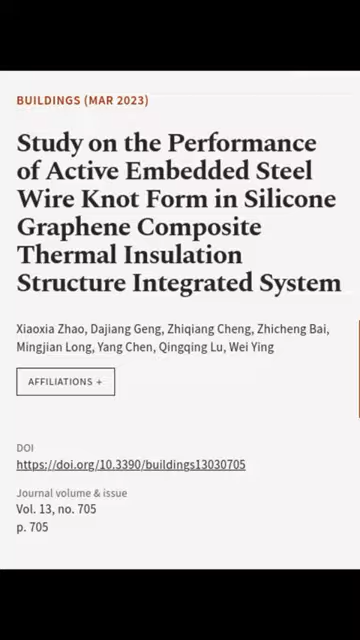 BUILDINGS (MAR 2023)
Study on the Performance
of Active Embedded Steel
Wire Knot Form in Silicone
Graphene Composite
Thermal Insulation
Structure Integrated System
Xiaoxia Zhao, Dajiang Geng, Zhiqiang Cheng, Zhicheng Bai,
Mingjian Long, Yang Chen, Qingqing Lu, Wei Ying
AFFILIATIONS +
DOI
https://doi.org/10.3390/buildings13030705
Journal volume & issue
Vol. 13, no. 705
p. 705